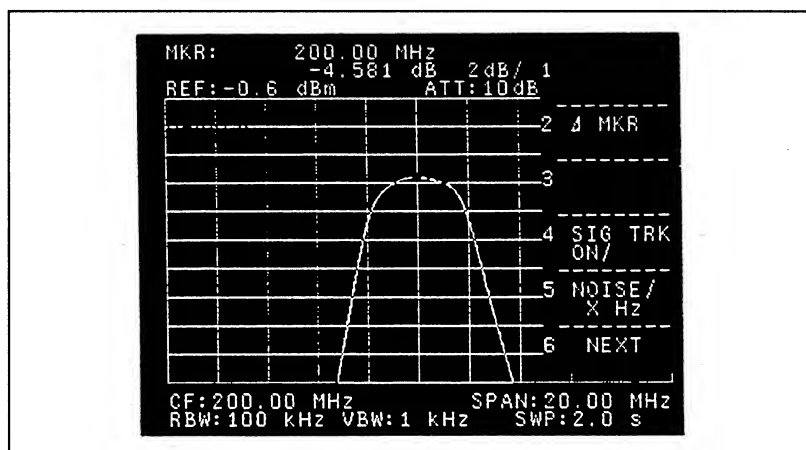 MKR: 200.00 MHz
-4.581 dB 2dB/ 1
REF:-0.6 dBm ATT:10dB
2 Δ MKR
3
4 SIG TRK
ON/
5 NOISE/
X Hz
6 NEXT
CF:200.00 MHz SPAN:20.00 MHz
RBW:100 kHz VBW:1 kHz SWP:2.0 s